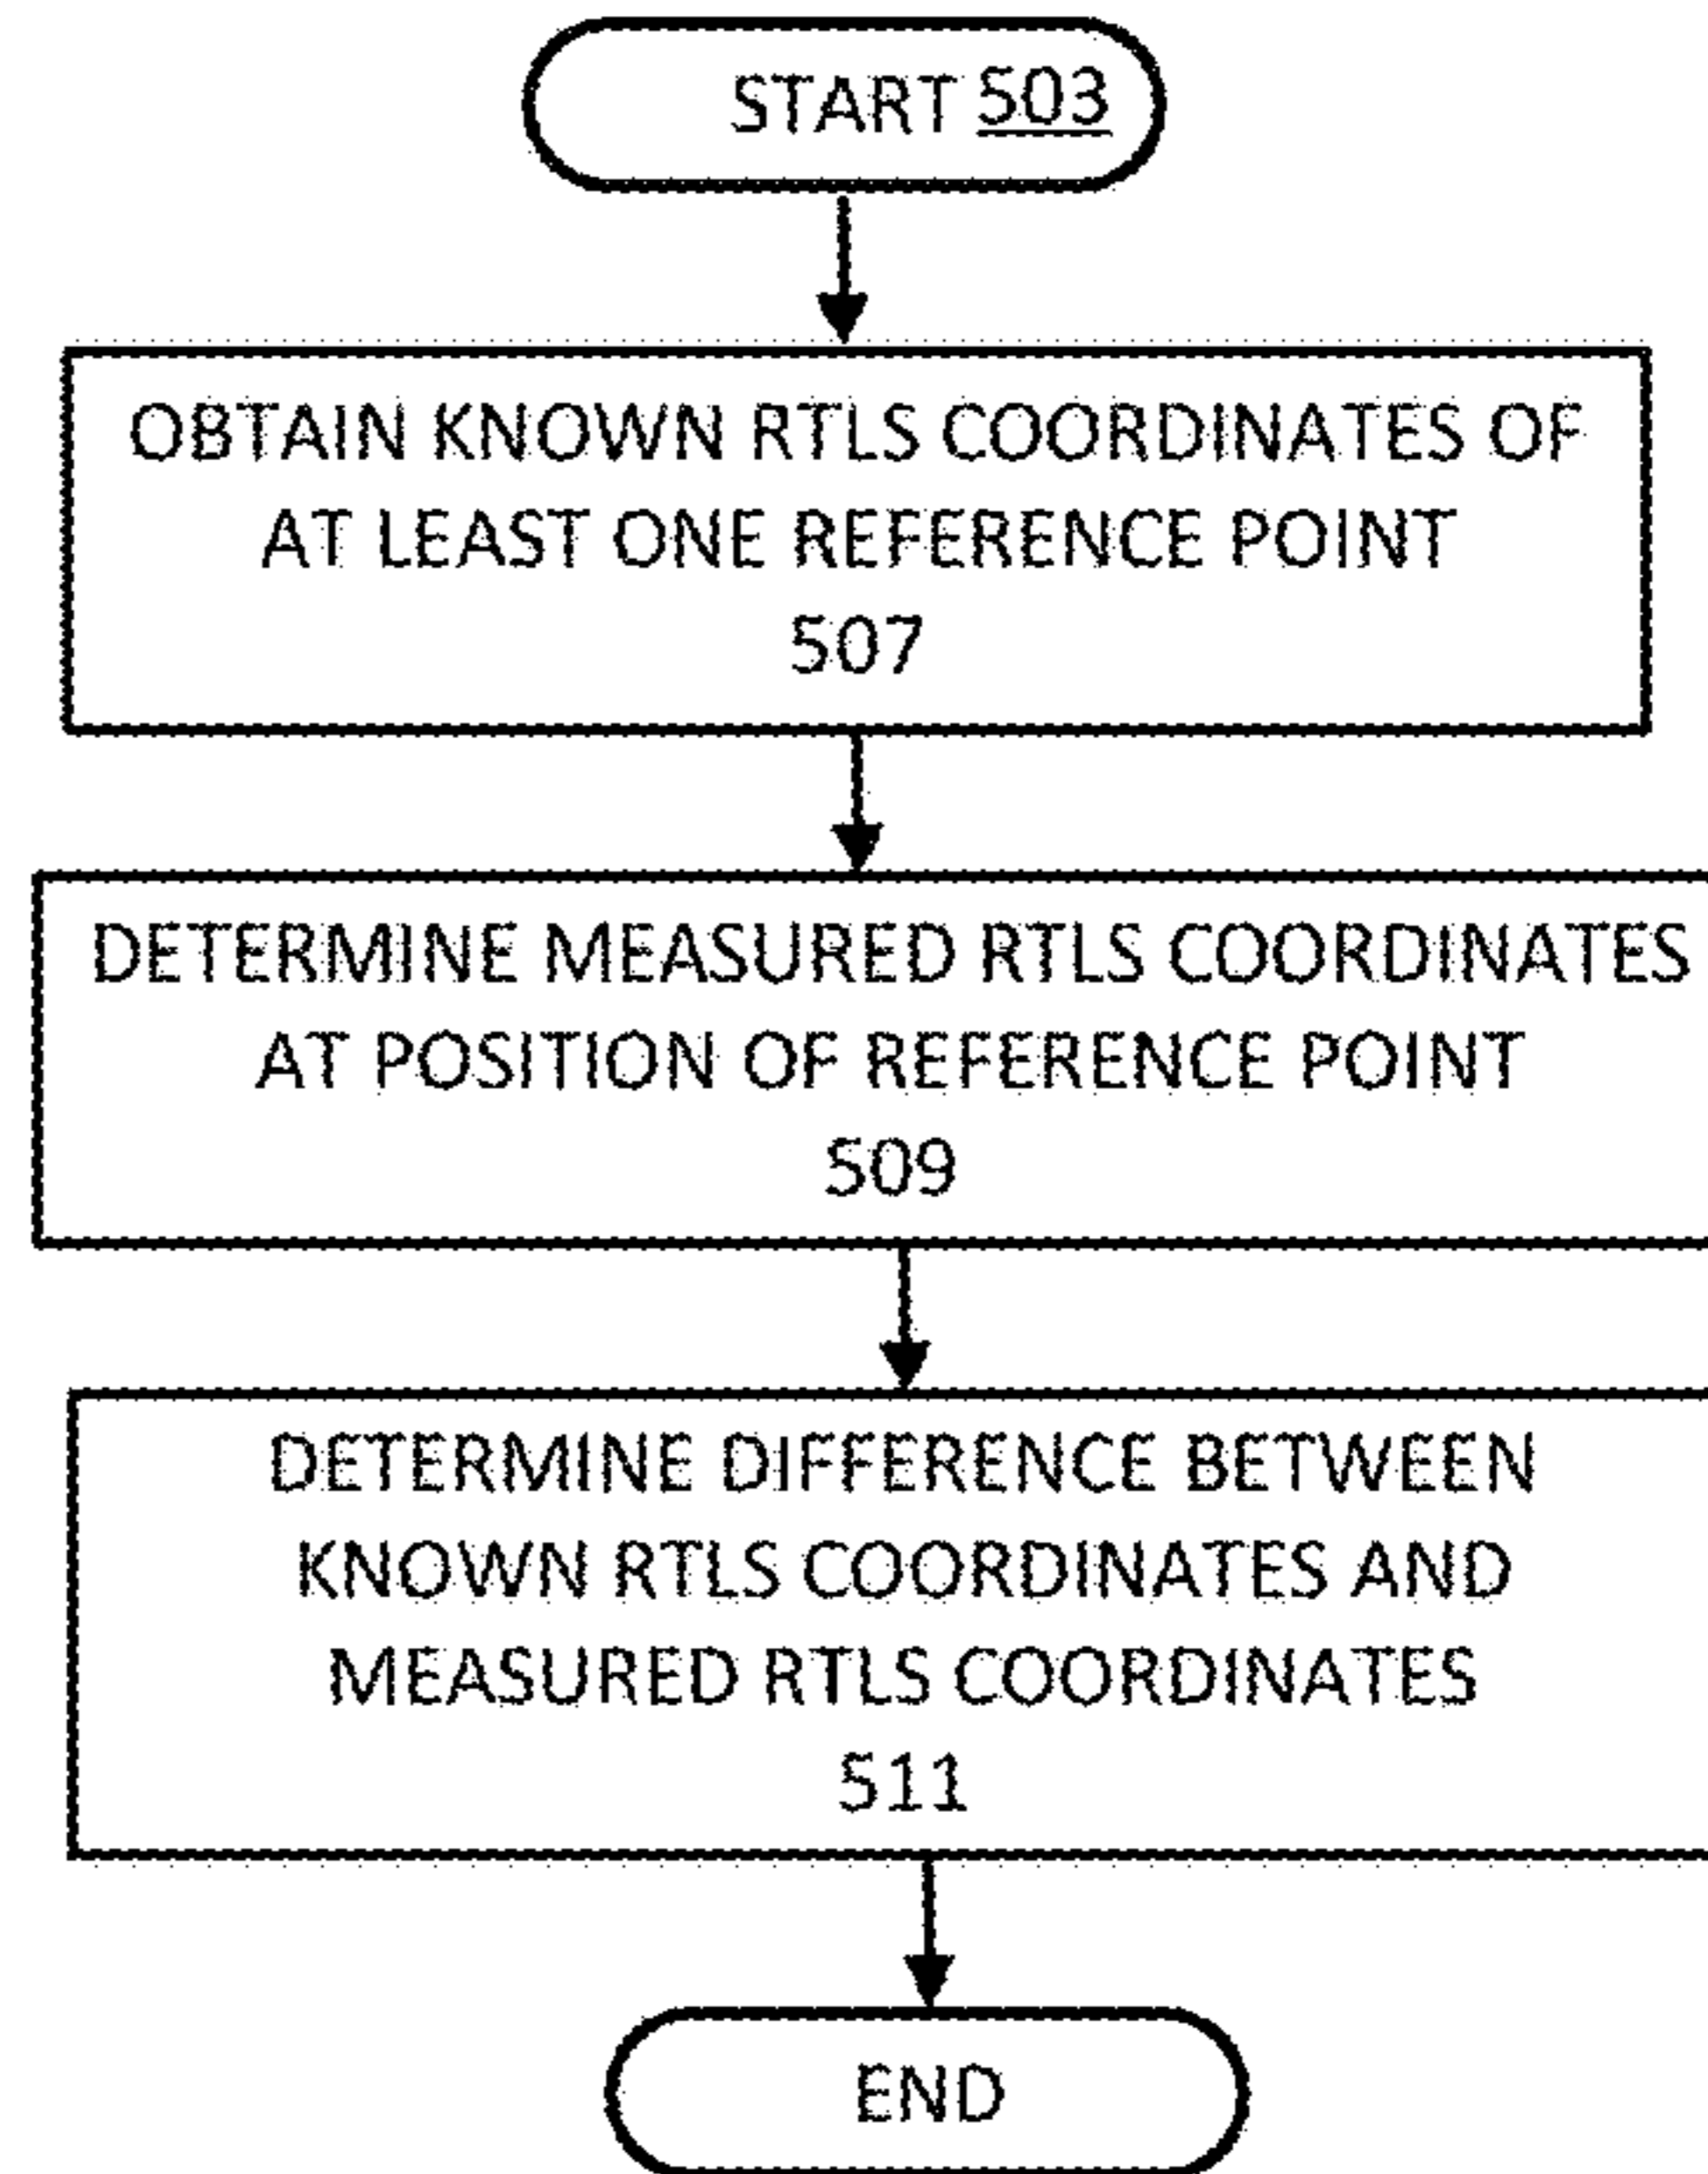 START 503
OBTAIN KNOWN RTLS COORDINATES OF
AT LEAST ONE REFERENCE POINT
507
DETERMINE MEASURED RTLS COORDINATES
AT POSITION OF REFERENCE POINT
509
DETERMINE DIFFERENCE BETWEEN
KNOWN RTLS COORDINATES AND
MEASURED RTLS COORDINATES
511
END